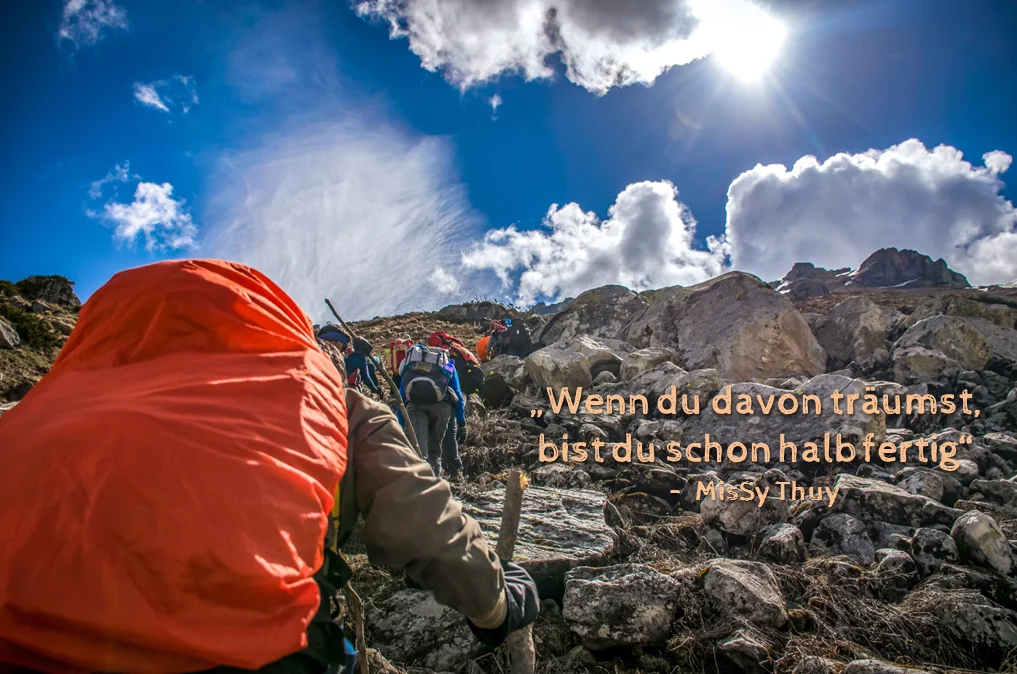 „Wenn du davon träumst,
bist du schon halb fertig“
- MisSy Thuy